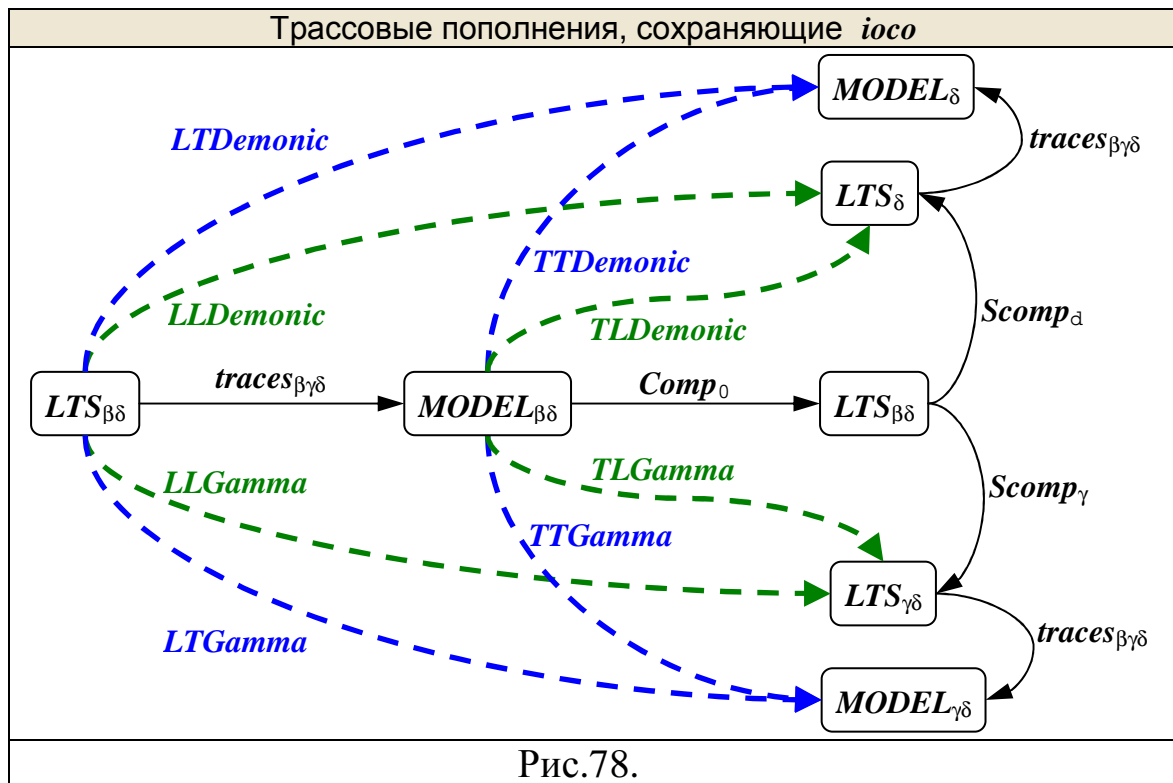 Трассовые пополнения, сохраняющие ioco
MODELδ
LTDemonic
tracesβγδ
LTSδ
TTDemonic
LLDemonic
TLDemonic
Scompd
tracesβγδ
Comp0
LTSβδ
MODELβδ
LTSβδ
TLGamma
LLGamma
Scompγ
TTGamma
LTSγδ
LTGamma
tracesβγδ
MODELγδ
Рис.78.